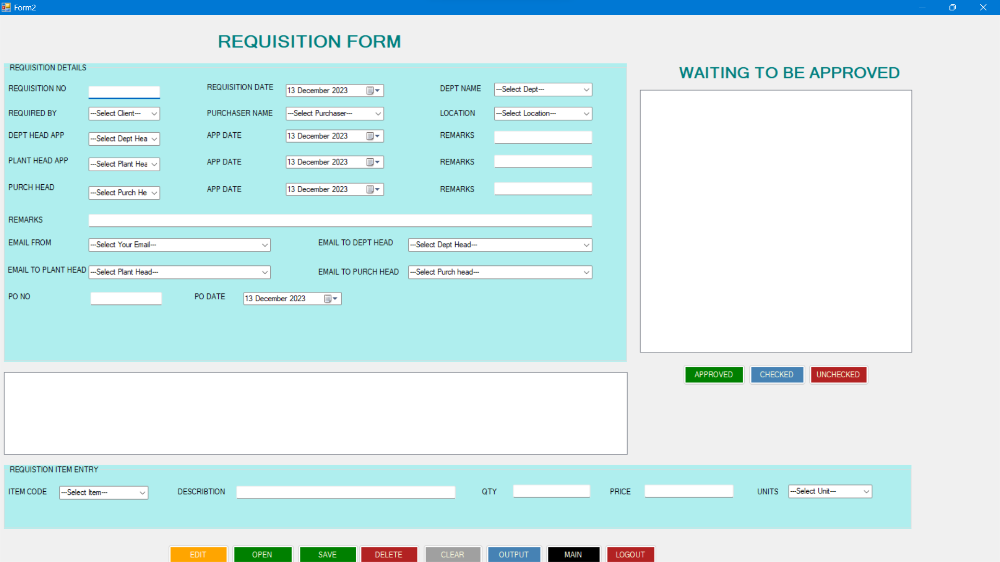 Form2
REQUISITION FORM
REQUISITION DETAILS
WAITING TO BE APPROVED
REQUISITION NO
REQUISITION DATE 13 December 2023
DEPT NAME ---Select Dept---
REQUIRED BY ---Select Client---
PURCHASER NAME ---Select Purchaser---
LOCATION ---Select Location---
DEPT HEAD APP ---Select Dept Hea
APP DATE 13 December 2023
REMARKS
PLANT HEAD APP ---Select Plant Hea
APP DATE 13 December 2023
REMARKS
PURCH HEAD ---Select Purch He
APP DATE 13 December 2023
REMARKS
REMARKS
EMAIL FROM ---Select Your Email---
EMAIL TO DEPT HEAD ---Select Dept Head---
EMAIL TO PLANT HEAD ---Select Plant Head---
EMAIL TO PURCH HEAD ---Select Purch head---
PO NO
PO DATE 13 December 2023
APPROVED CHECKED UNCHECKED
REQUISTION ITEM ENTRY
ITEM CODE ---Select Item---
DESCRIBTION
QTY
PRICE
UNITS ---Select Unit---
EDIT OPEN SAVE DELETE CLEAR OUTPUT MAIN LOGOUT